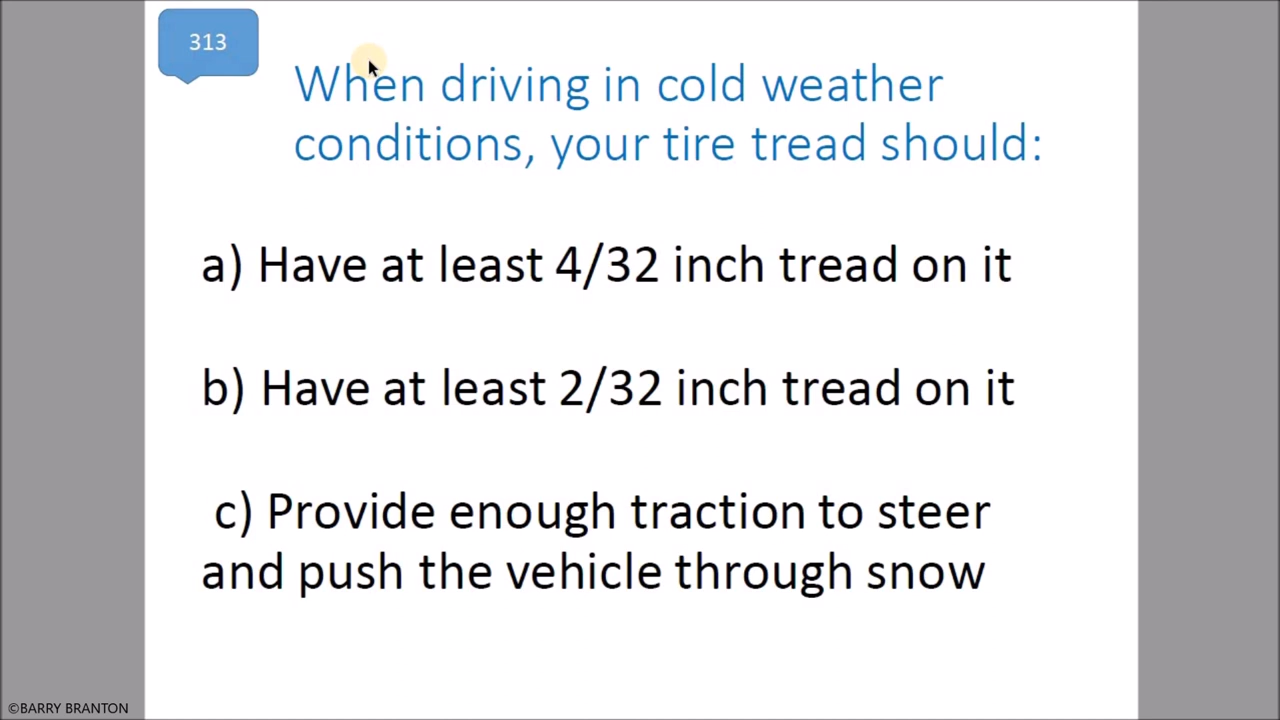 313
When driving in cold weather
conditions, your tire tread should:
a) Have at least 4/32 inch tread on it
b) Have at least 2/32 inch tread on it
c) Provide enough traction to steer
and push the vehicle through snow
©BARRY BRANTON